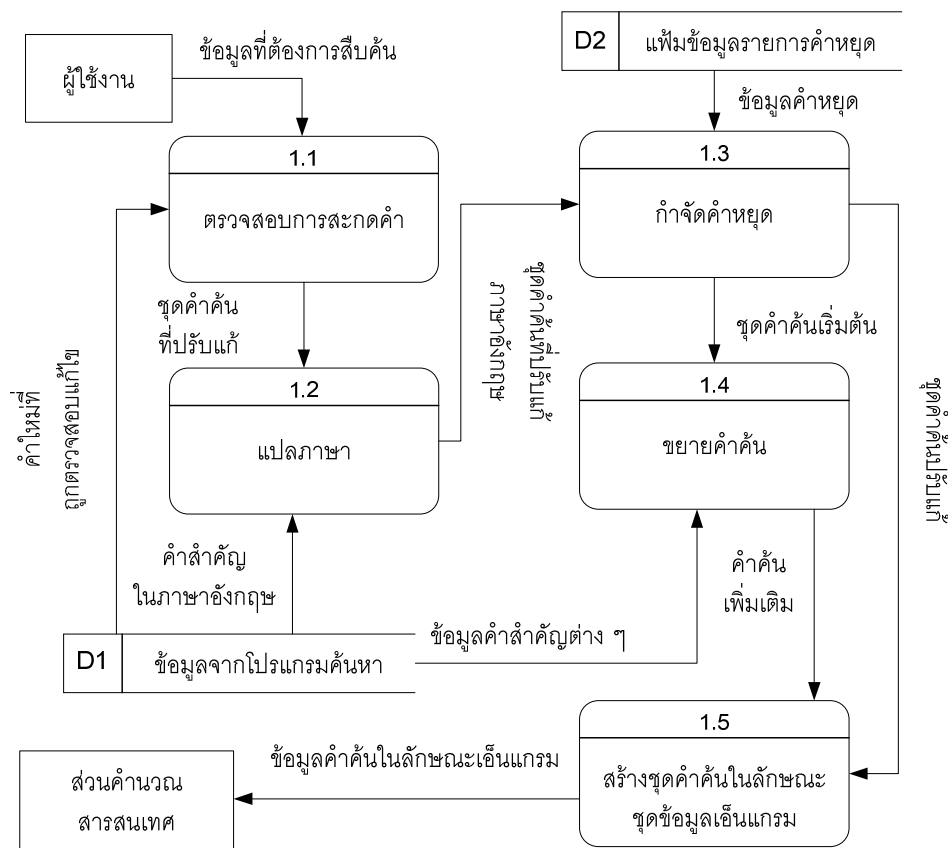 ผู้ใช้งาน
ข้อมูลที่ต้องการสืบค้น
D2
แฟ้มข้อมูลรายการคำหยุด
ข้อมูลคำหยุด
1.1
ตรวจสอบการสะกดคำ
1.3
กำจัดคำหยุด
ชุดคำค้น
ที่ปรับแก้
ชุดคำค้นที่ปรับแก้
ภาษาอังกฤษ
ชุดคำค้นเริ่มต้น
1.2
แปลภาษา
1.4
ขยายคำค้น
ชุดคำค้นปรับแก้
คำใหม่ที่
ถูกตรวจสอบแก้ไข
คำสำคัญ
ในภาษาอังกฤษ
คำค้น
เพิ่มเติม
D1
ข้อมูลจากโปรแกรมค้นหา
ข้อมูลคำสำคัญต่าง ๆ
1.5
สร้างชุดคำค้นในลักษณะ
ชุดข้อมูลเอ็นแกรม
ข้อมูลคำค้นในลักษณะเอ็นแกรม
ส่วนคำนวณ
สารสนเทศ